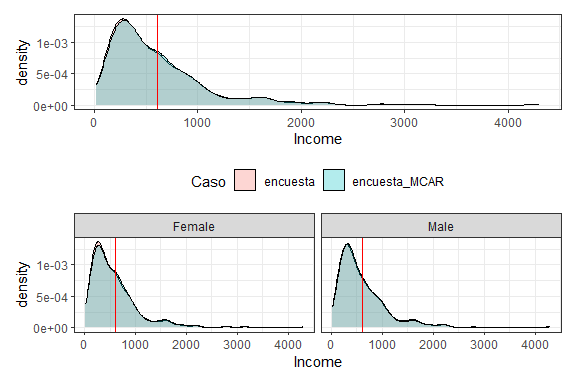 density
1e-03
5e-04
0e+00
0 1000 2000 3000 4000
Income
Caso encuesta encuesta_MCAR
Female Male
density
1e-03
5e-04
0e+00
0 1000 2000 3000 4000 0 1000 2000 3000 4000
Income